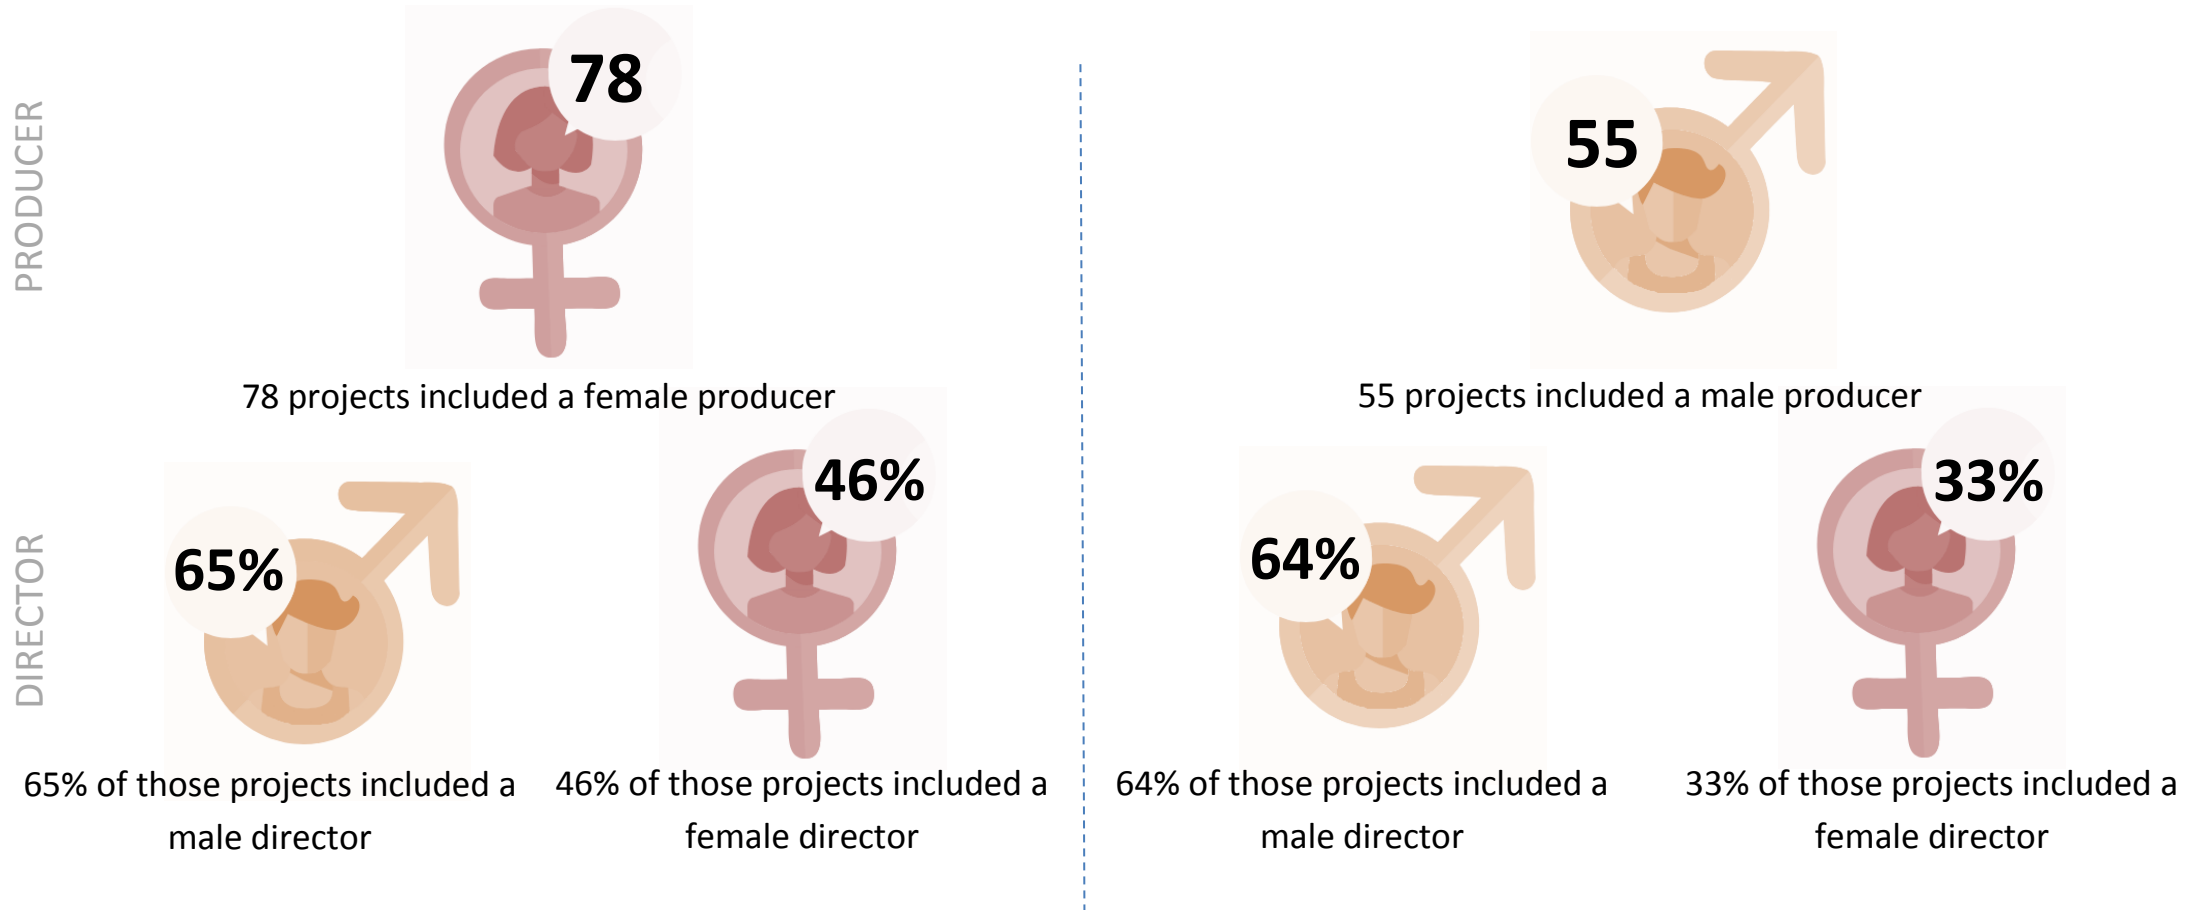 PRODUCER
78
78 projects included a female producer
55
55 projects included a male producer
DIRECTOR
65%
65% of those projects included a
male director
46%
46% of those projects included a
female director
64%
64% of those projects included a
male director
33%
33% of those projects included a
female director